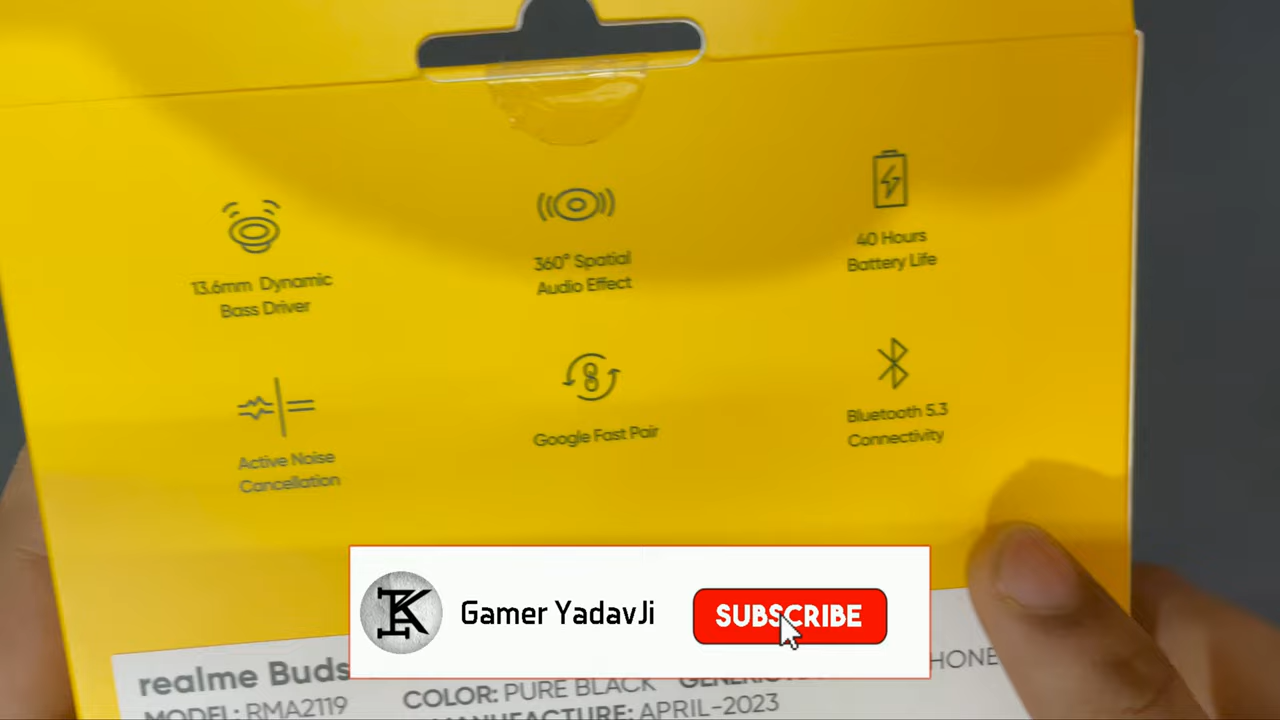 13.6mm Dynamic
Bass Driver
360° Spatial
Audio Effect
40 Hours
Battery Life
Active Noise
Cancellation
Google Fast Pair
Bluetooth 5.3
Connectivity
Gamer YadavJi
SUBSCRIBE
realme Buds
COLOR: PURE BLACK
MODEL: RMA2119
MANUFACTURE: APRIL-2023